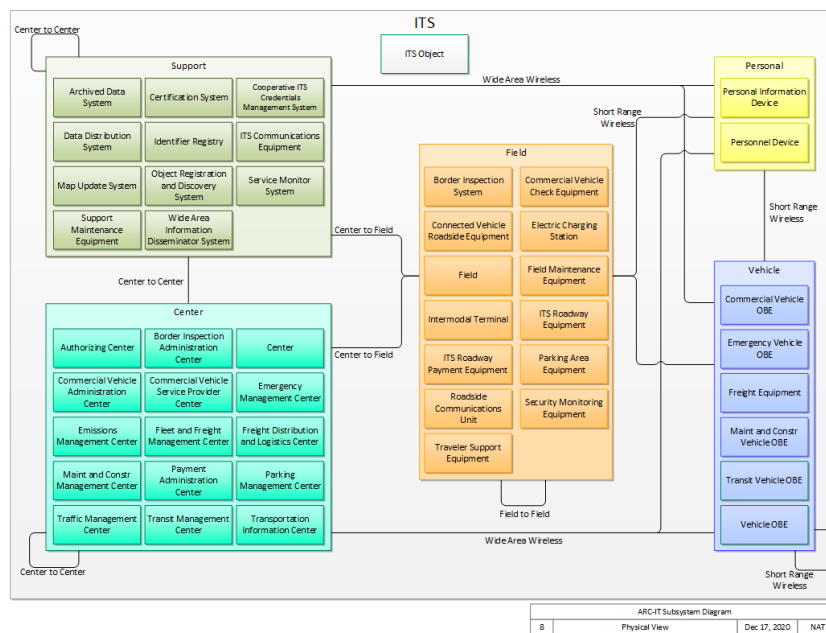 ITS
Center to Center
ITS Object
Support
Archived Data
System
Certification System
Cooperative ITS
Credentials
Management System
Data Distribution
System
Identifier Registry
ITS Communications
Equipment
Map Update System
Object Registration
and Discovery
System
Service Monitor
System
Support
Maintenance
Equipment
Wide Area
Information
Disseminator System
Wide Area Wireless
Short Range
Wireless
Personal
Personal Information
Device
Personnel Device
Short Range
Wireless
Field
Border Inspection
System
Commercial Vehicle
Check Equipment
Connected Vehicle
Roadside Equipment
Electric Charging
Station
Field
Field Maintenance
Equipment
Intermodal Terminal
ITS Roadway
Equipment
ITS Roadway
Payment Equipment
Parking Area
Equipment
Roadside
Communications
Unit
Security Monitoring
Equipment
Traveler Support
Equipment
Field to Field
Center to Field
Center to Center
Center to Field
Center
Authorizing Center
Border Inspection
Administration
Center
Center
Commercial Vehicle
Administration
Center
Commercial Vehicle
Service Provider
Center
Emergency
Management Center
Emissions
Management Center
Fleet and Freight
Management Center
Freight Distribution
and Logistics Center
Maint and Constr
Management Center
Payment
Administration
Center
Parking
Management Center
Traffic Management
Center
Transit Management
Center
Transportation
Information Center
Center to Center
Wide Area Wireless
Vehicle
Commercial Vehicle
OBE
Emergency Vehicle
OBE
Freight Equipment
Maint and Constr
Vehicle OBE
Transit Vehicle OBE
Vehicle OBE
Short Range
Wireless
ARC-IT Subsystem Diagram
8 Physical View Dec 17, 2020 NAT